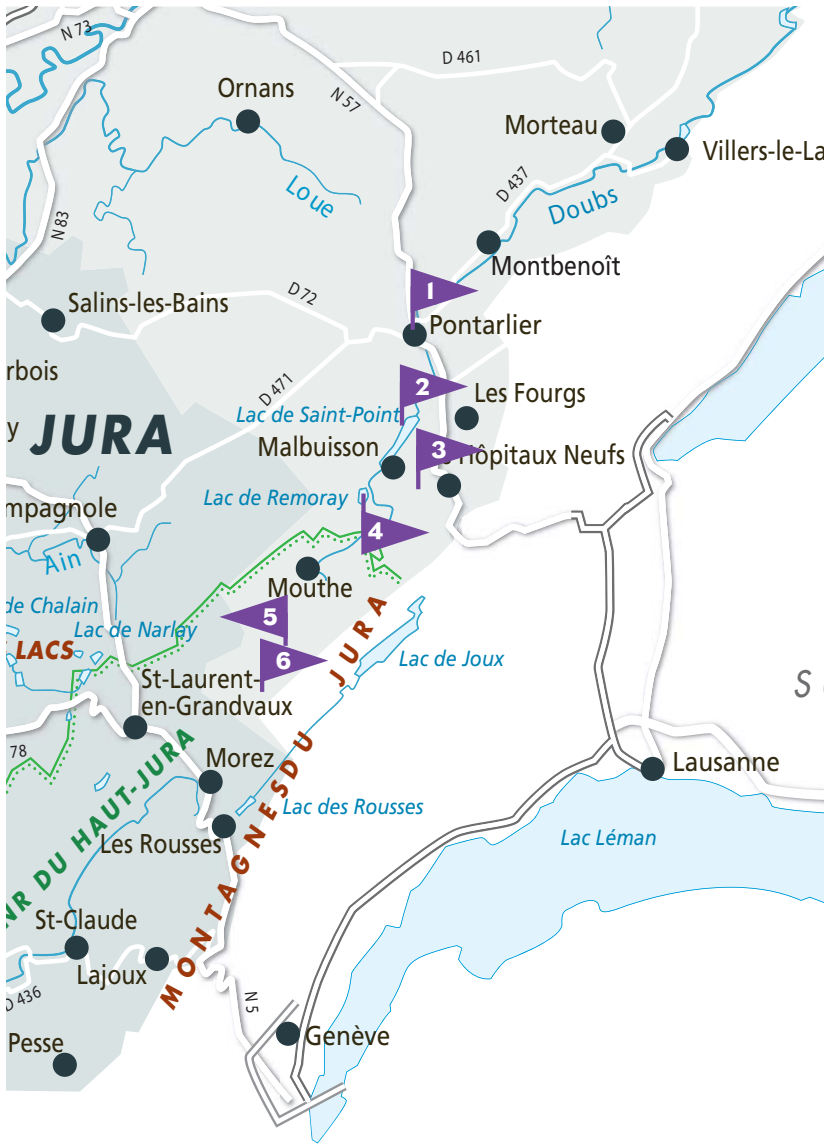 N 73
D 461
Ornans
N 57
Morteau
Villers-le-La
D 437
Loue
Doubs
N 83
Montbenoît
1
Salins-les-Bains
D 72
Pontarlier
rbois
2
Les Fourgs
D 471
Lac de Saint-Point
y
JURA
Malbuisson
3
Hôpitaux Neufs
Lac de Remoray
mpagnole
4
Ain
Mouthe
de Chalain
5
Lac de Narlay
LACS
6
Lac de Joux
St-Laurent-
en-Grandvaux
S
78
Morez
Lausanne
Lac des Rousses
Les Rousses
Lac Léman
NR DU HAUT-JURA
MONTAGNES DU JURA
St-Claude
Lajoux
D 436
N 5
Pesse
Genève